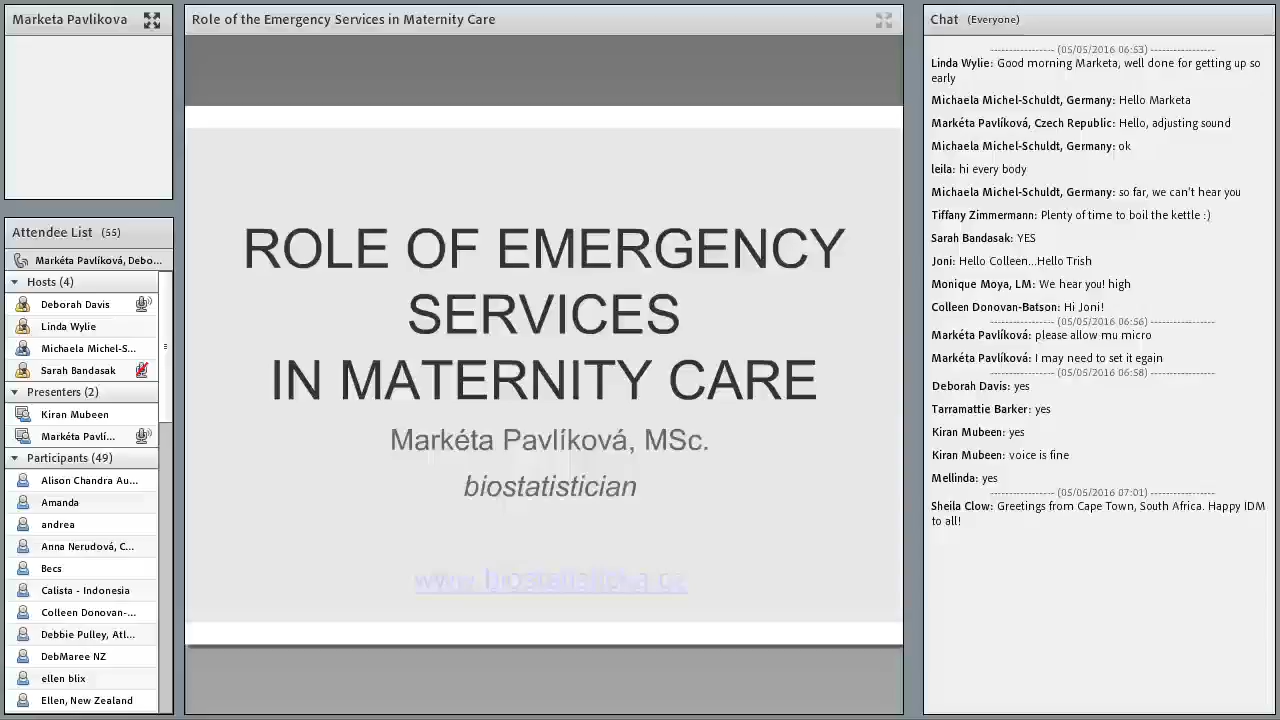 Marketa Pavlikova
Attendee List (55)
Markéta Pavlíková, Debo...
Hosts (4)
Deborah Davis
Linda Wylie
Michaela Michel-S...
Sarah Bandasak
Presenters (2)
Kiran Mubeen
Markéta Pavlí...
Participants (49)
Alison Chandra Au...
Amanda
andrea
Anna Nerudová, C...
Becs
Calista - Indonesia
Colleen Donovan-...
Debbie Pulley, Atl...
DebMaree NZ
ellen blix
Ellen, New Zealand
Role of the Emergency Services in Maternity Care
ROLE OF EMERGENCY
SERVICES
IN MATERNITY CARE
Markéta Pavlíková, MSc.
biostatistician
Chat (Everyone)
------------------ (05/05/2016 06:53) ------------------
Linda Wylie: Good morning Marketa, well done for getting up so
early
Michaela Michel-Schuldt, Germany: Hello Marketa
Markéta Pavlíková, Czech Republic: Hello, adjusting sound
Michaela Michel-Schuldt, Germany: ok
leila: hi every body
Michaela Michel-Schuldt, Germany: so far, we can't hear you
Tiffany Zimmermann: Plenty of time to boil the kettle :)
Sarah Bandasak: YES
Joni: Hello Colleen...Hello Trish
Monique Moya, LM: We hear you! high
Colleen Donovan-Batson: Hi Joni!
------------------ (05/05/2016 06:56) ------------------
Markéta Pavlíková: please allow mu micro
Markéta Pavlíková: I may need to set it egain
------------------ (05/05/2016 06:58) ------------------
Deborah Davis: yes
Tarramattie Barker: yes
Kiran Mubeen: yes
Kiran Mubeen: voice is fine
Mellinda: yes
------------------ (05/05/2016 07:01) ------------------
Sheila Clow: Greetings from Cape Town, South Africa. Happy IDM
to all!